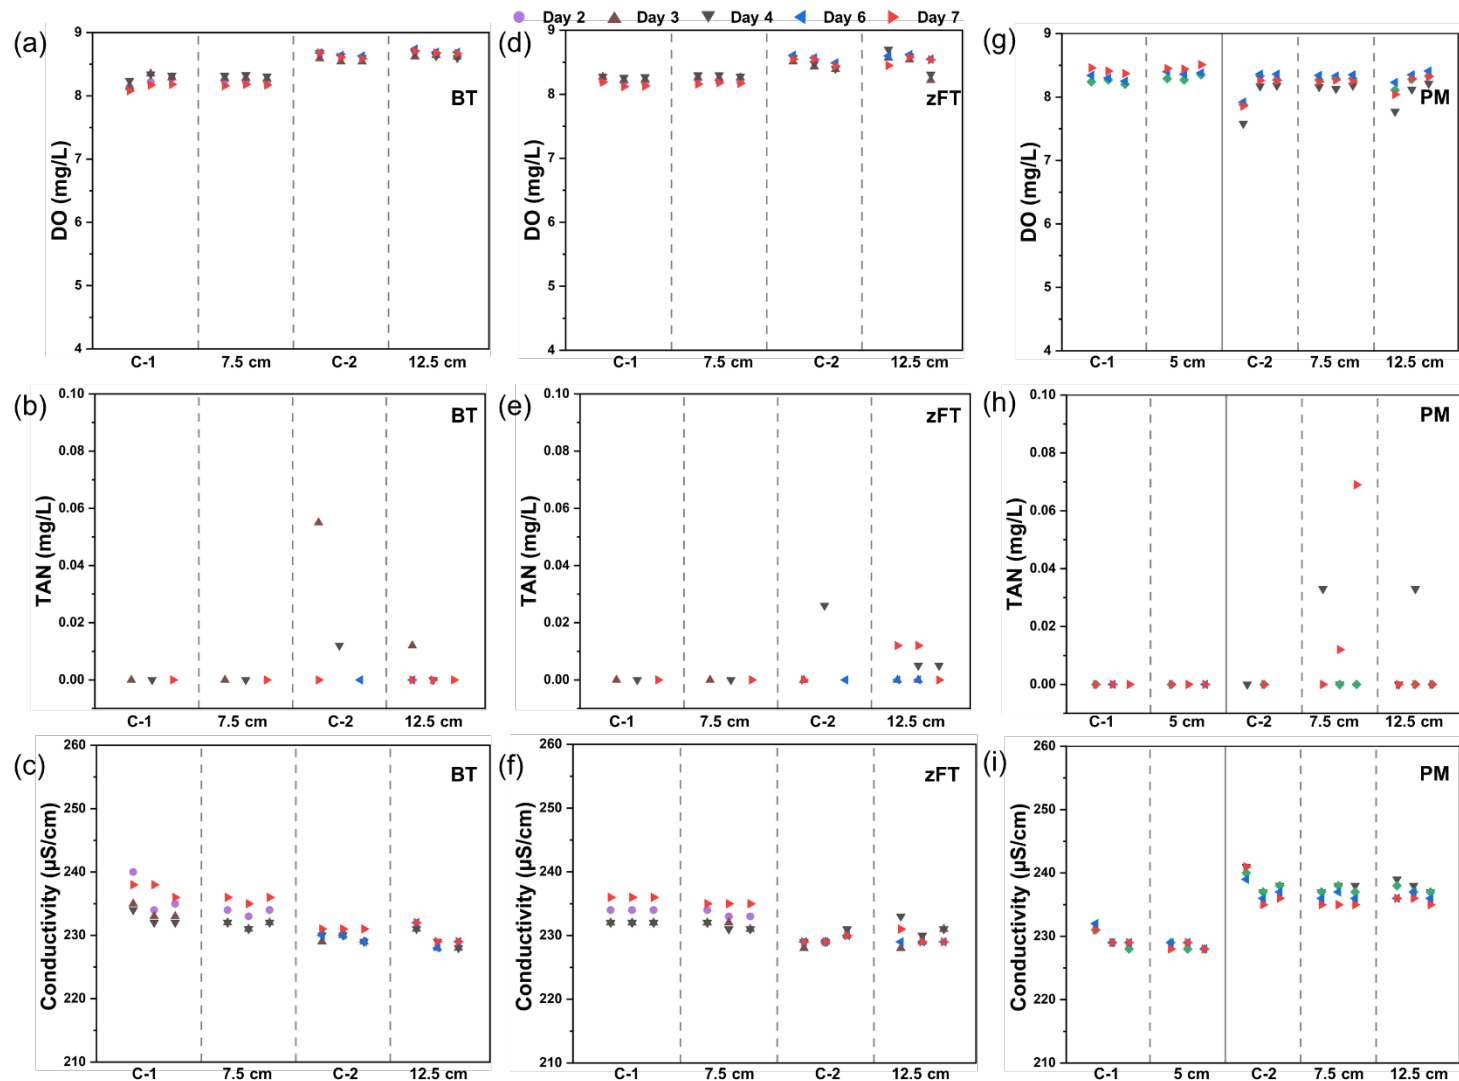 Day 2 Day 3 Day 4 Day 6 Day 7
(a)
9
8
7
6
5
4
DO (mg/L)
BT
C-1 7.5 cm C-2 12.5 cm
(d)
9
8
7
6
5
4
DO (mg/L)
zFT
C-1 7.5 cm C-2 12.5 cm
(g)
9
8
7
6
5
4
DO (mg/L)
PM
C-1 5 cm C-2 7.5 cm 12.5 cm
(b)
0.10
0.08
0.06
0.04
0.02
0.00
TAN (mg/L)
BT
C-1 7.5 cm C-2 12.5 cm
(e)
0.10
0.08
0.06
0.04
0.02
0.00
TAN (mg/L)
zFT
C-1 7.5 cm C-2 12.5 cm
(h)
0.10
0.08
0.06
0.04
0.02
0.00
TAN (mg/L)
PM
C-1 5 cm C-2 7.5 cm 12.5 cm
(c)
260
250
240
230
220
210
Conductivity (µS/cm)
BT
C-1 7.5 cm C-2 12.5 cm
(f)
260
250
240
230
220
210
Conductivity (µS/cm)
zFT
C-1 7.5 cm C-2 12.5 cm
(i)
260
250
240
230
220
210
Conductivity (µS/cm)
PM
C-1 5 cm C-2 7.5 cm 12.5 cm